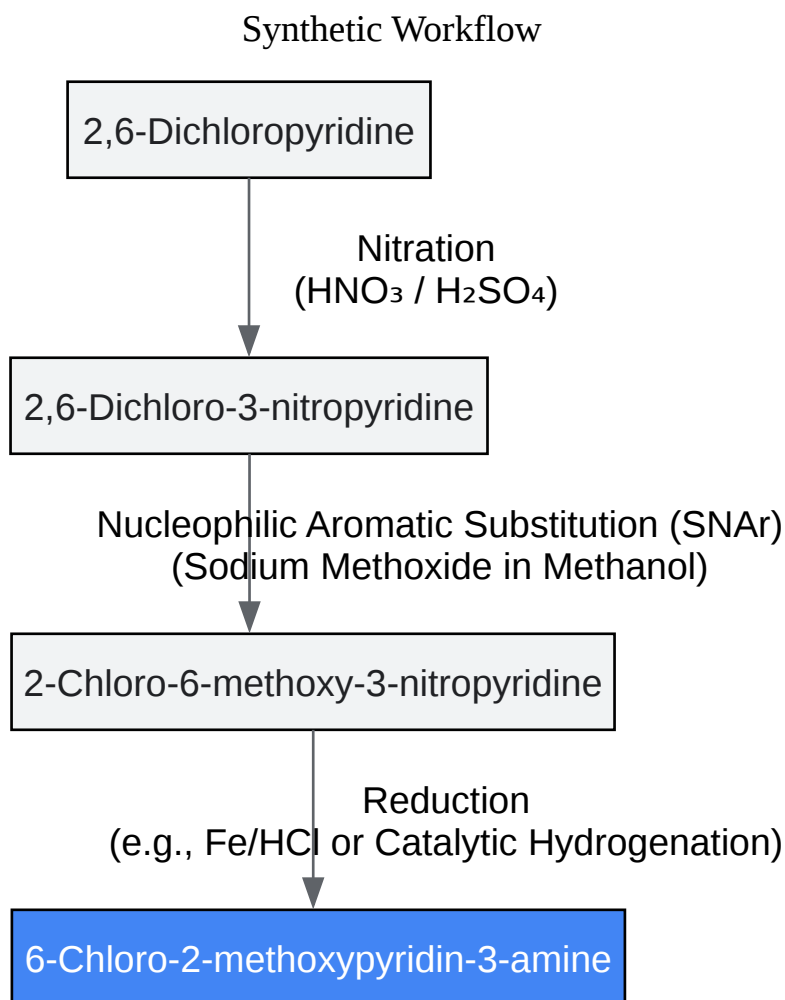 Synthetic Workflow
2,6-Dichloropyridine
Nitration
(HNO₃ / H₂SO₄)
2,6-Dichloro-3-nitropyridine
Nucleophilic Aromatic Substitution (SNAr)
(Sodium Methoxide in Methanol)
2-Chloro-6-methoxy-3-nitropyridine
Reduction
(e.g., Fe/HCl or Catalytic Hydrogenation)
6-Chloro-2-methoxypyridin-3-amine